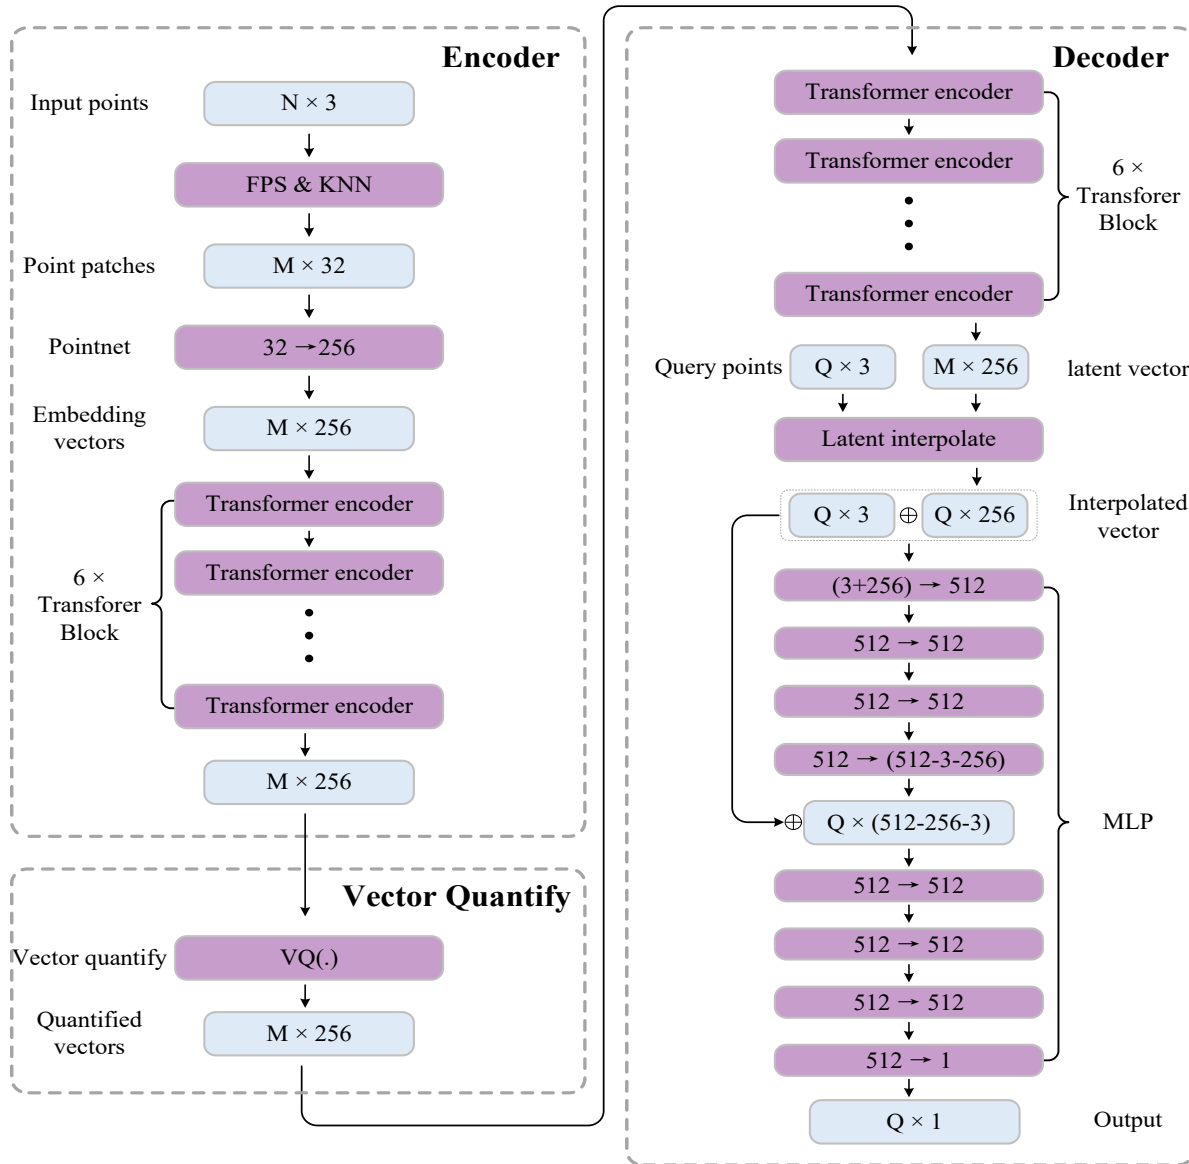 Encoder
Input points
N × 3
FPS & KNN
Point patches
M × 32
Pointnet
32 → 256
Embedding
vectors
M × 256
Transformer encoder
Transformer encoder
6 ×
Transforer
Block
Transformer encoder
M × 256
Vector Quantify
Vector quantify
VQ(.)
Quantified
vectors
M × 256
Decoder
Transformer encoder
Transformer encoder
6 ×
Transforer
Block
Transformer encoder
Query points
Q × 3
M × 256
latent vector
Latent interpolate
Q × 3 ⊕ Q × 256
Interpolated
vector
(3+256) → 512
512 → 512
512 → 512
512 → (512-3-256)
⊕ Q × (512-256-3)
MLP
512 → 512
512 → 512
512 → 512
512 → 1
Q × 1
Output